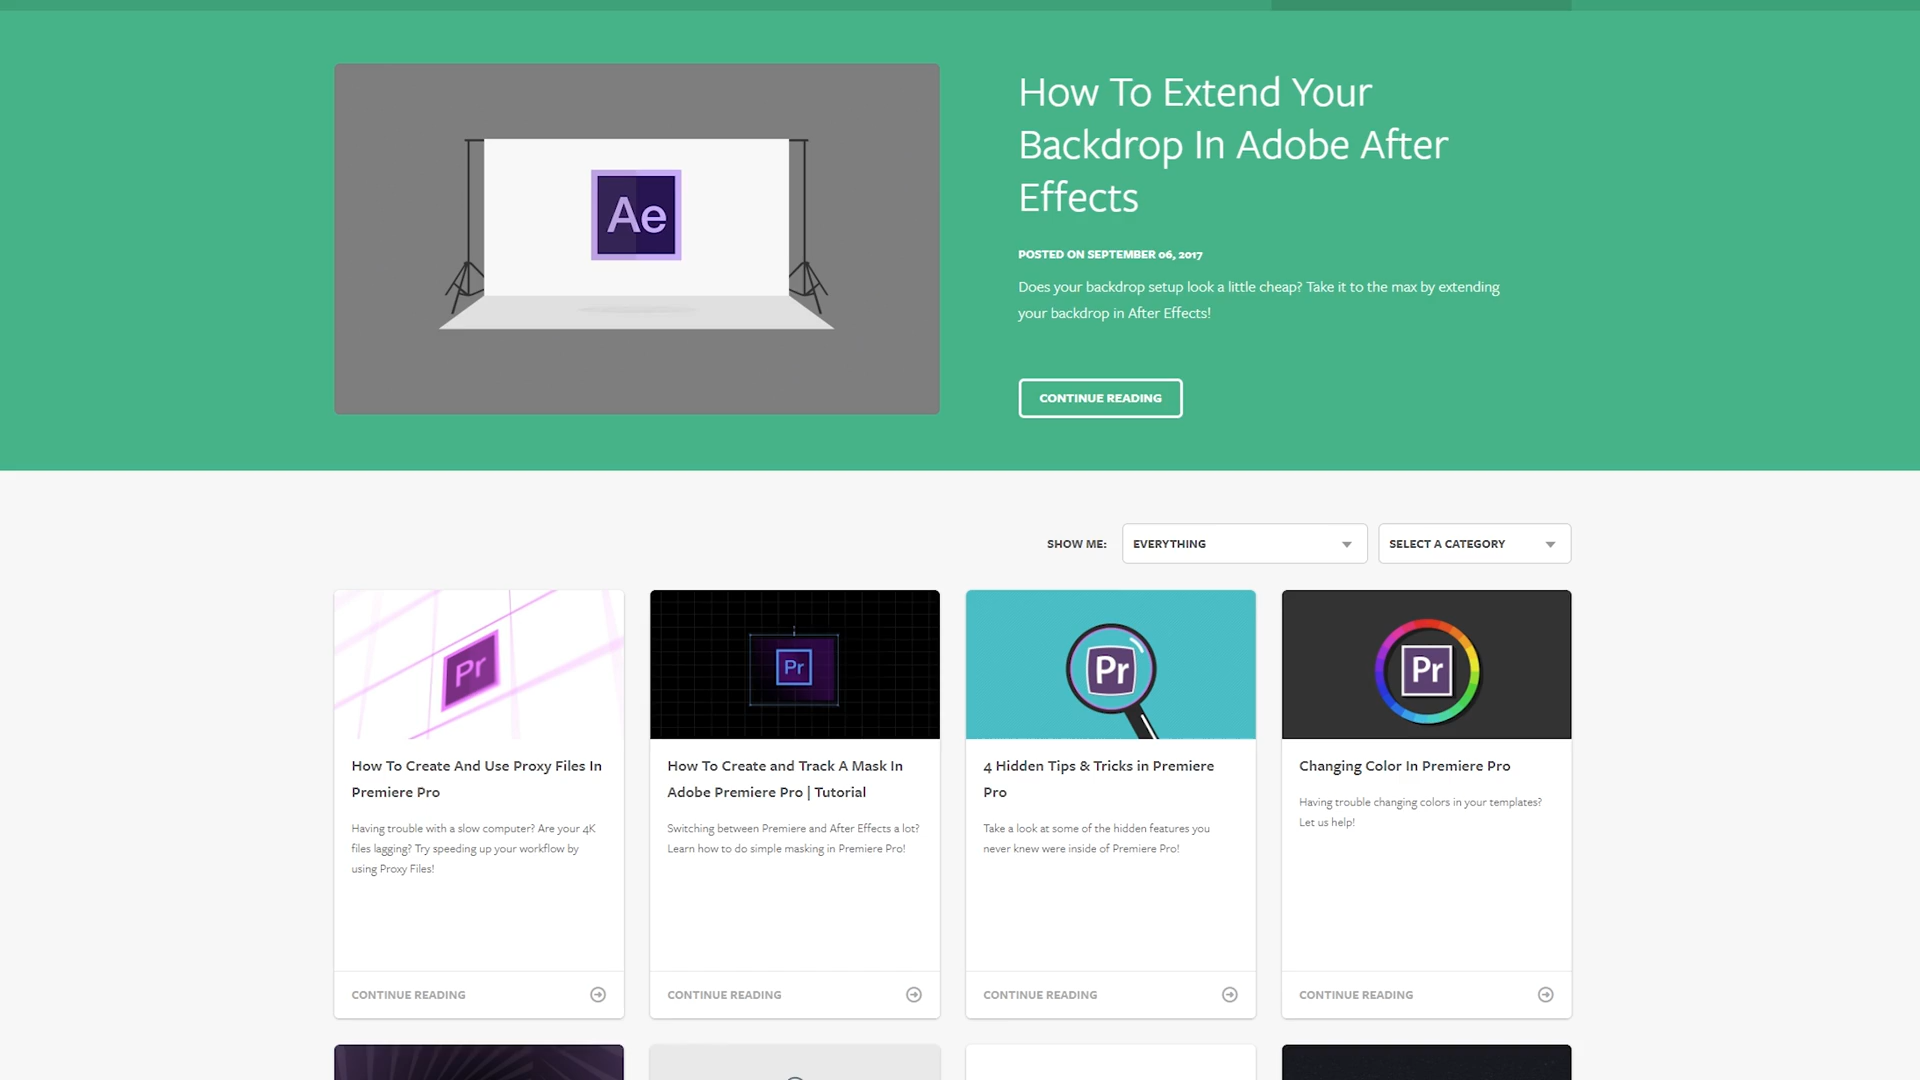 How To Extend Your
Backdrop In Adobe After
Effects
POSTED ON SEPTEMBER 06, 2017
Does your backdrop setup look a little cheap? Take it to the max by extending
your backdrop in After Effects!
CONTINUE READING
Ae
SHOW ME:
EVERYTHING
SELECT A CATEGORY
Pr
How To Create And Use Proxy Files In
Premiere Pro
Having trouble with a slow computer? Are your 4K
files lagging? Try speeding up your workflow by
using Proxy Files!
CONTINUE READING
Pr
How To Create and Track A Mask In
Adobe Premiere Pro | Tutorial
Switching between Premiere and After Effects a lot?
Learn how to do simple masking in Premiere Pro!
CONTINUE READING
Pr
4 Hidden Tips & Tricks in Premiere
Pro
Take a look at some of the hidden features you
never knew were inside of Premiere Pro!
CONTINUE READING
Pr
Changing Color In Premiere Pro
Having trouble changing colors in your templates?
Let us help!
CONTINUE READING